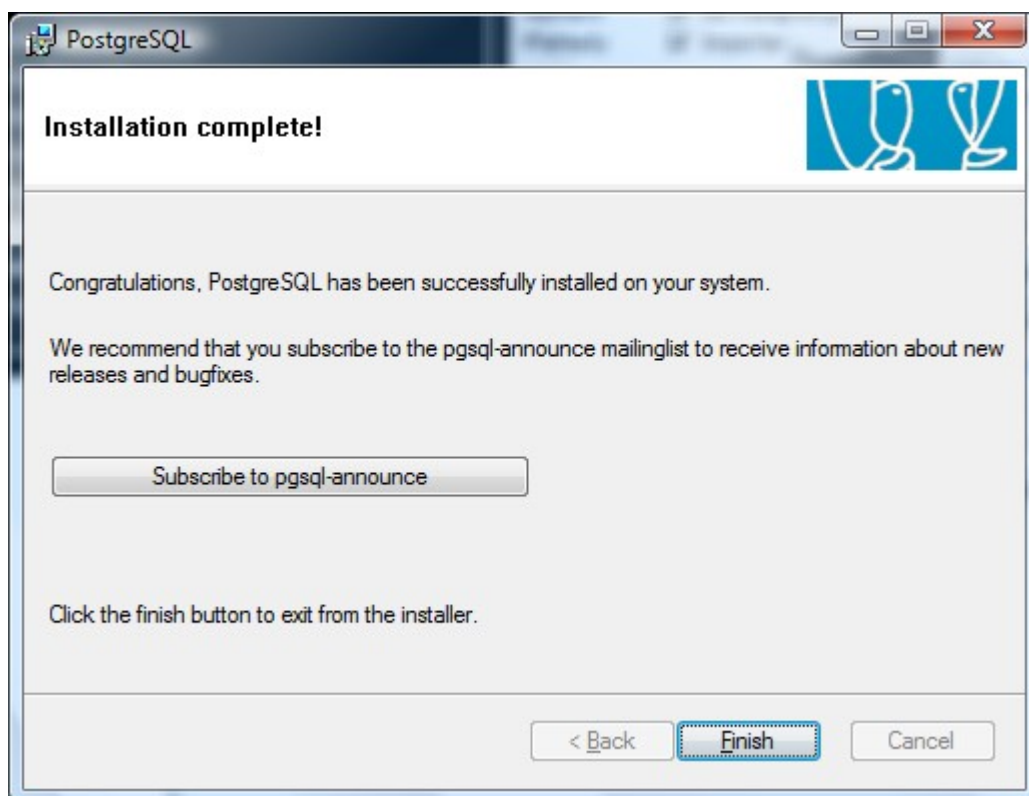 PostgreSQL
Installation complete!
Congratulations, PostgreSQL has been successfully installed on your system.
We recommend that you subscribe to the pgsql-announce mailinglist to receive information about new
releases and bugfixes.
Subscribe to pgsql-announce
Click the finish button to exit from the installer.
< Back Finish Cancel